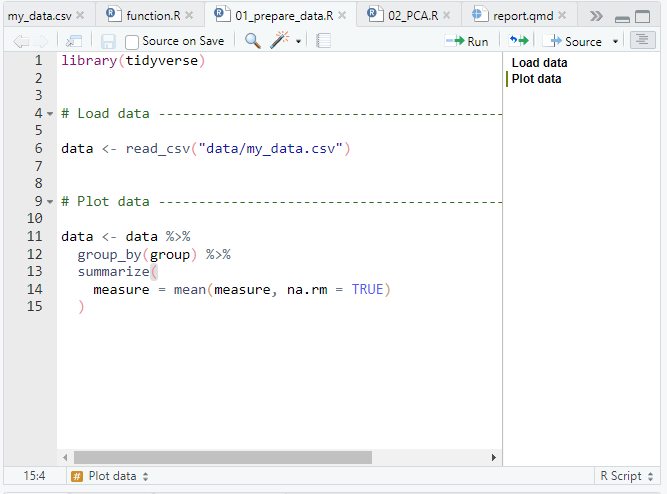 my_data.csv function.R 01_prepare_data.R 02_PCA.R report.qmd
Source on Save Run Source
1 library(tidyverse)
2
3
4 # Load data -------------------------------------------
5
6 data <- read_csv("data/my_data.csv")
7
8
9 # Plot data -------------------------------------------
10
11 data <- data %>%
12 group_by(group) %>%
13 summarize(
14 measure = mean(measure, na.rm = TRUE)
15 )
Load data
Plot data
15:4 # Plot data R Script